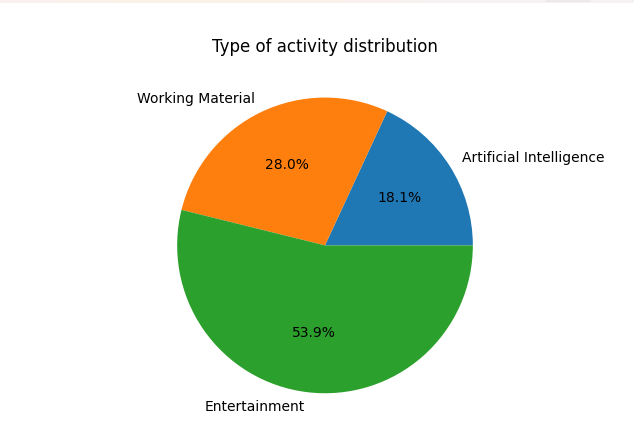 Type of activity distribution
Working Material
Artificial Intelligence
28.0%
18.1%
53.9%
Entertainment